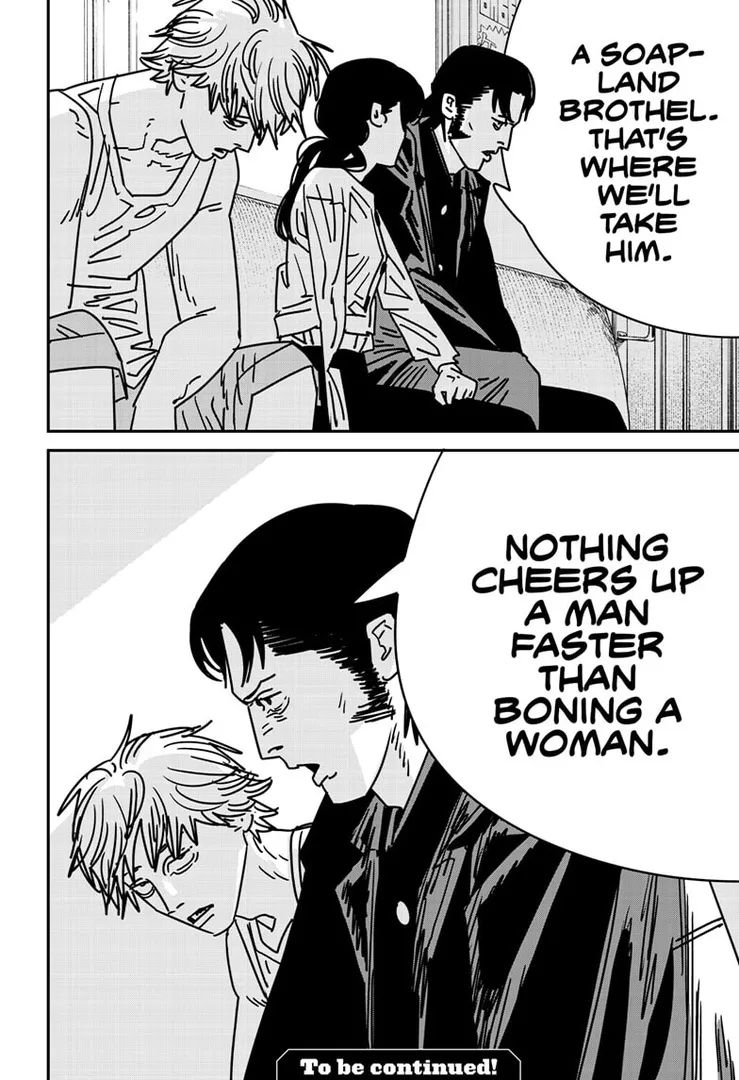 A SOAP-
LAND
BROTHEL.
THAT'S
WHERE
WE'LL
TAKE
HIM.
NOTHING
CHEERS UP
A MAN
FASTER
THAN
BONING A
WOMAN.
To be continued!